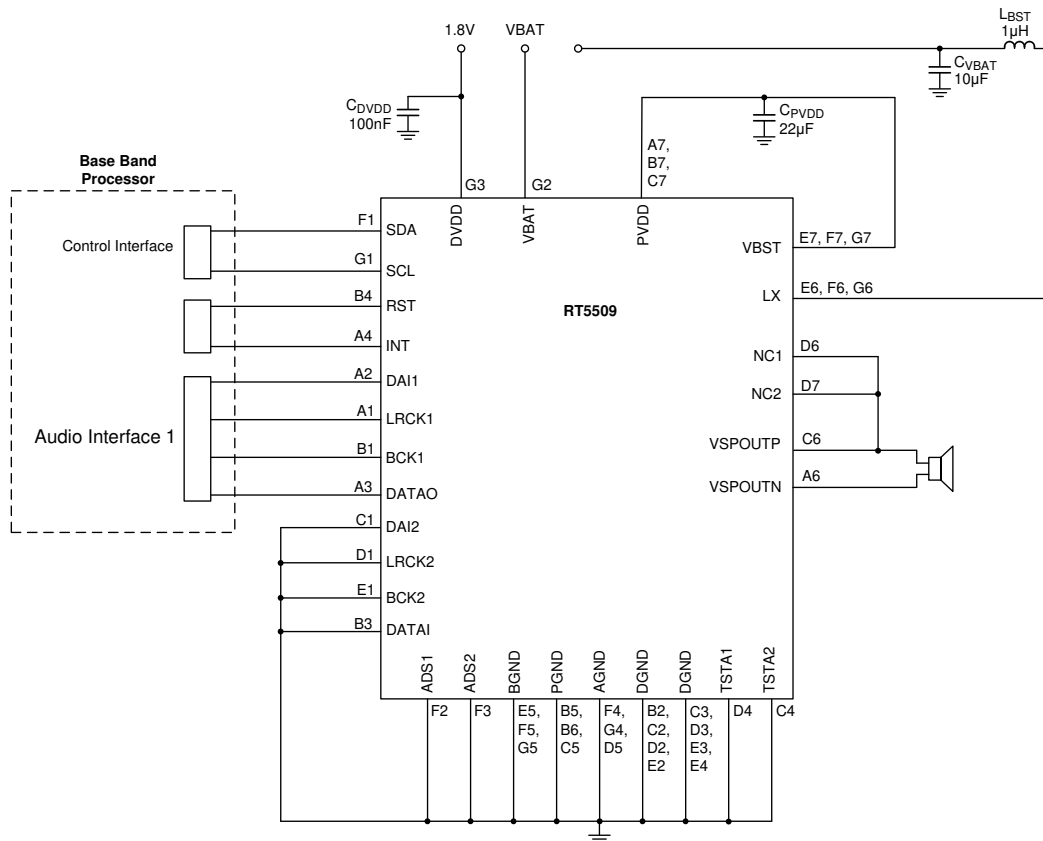 L_BST
1µH
1.8V
VBAT
C_VBAT
10µF
C_DVDD
100nF
C_PVDD
22µF
A7,
B7,
C7
Base Band
Processor
G3
G2
DVDD
VBAT
PVDD
Control Interface
F1
SDA
G1
SCL
B4
RST
A4
INT
Audio Interface 1
A2
DAI1
A1
LRCK1
B1
BCK1
A3
DATAO
C1
DAI2
D1
LRCK2
E1
BCK2
B3
DATAI
RT5509
VBST
E7, F7, G7
LX
E6, F6, G6
NC1
D6
NC2
D7
VSPOUTP
C6
VSPOUTN
A6
ADS1
ADS2
BGND
PGND
AGND
DGND
DGND
TSTA1
TSTA2
F2
F3
E5,
F5,
G5
B5,
B6,
C5
F4,
G4,
D5
B2,
C2,
D2,
E2
C3,
D3,
E3,
E4
D4
C4